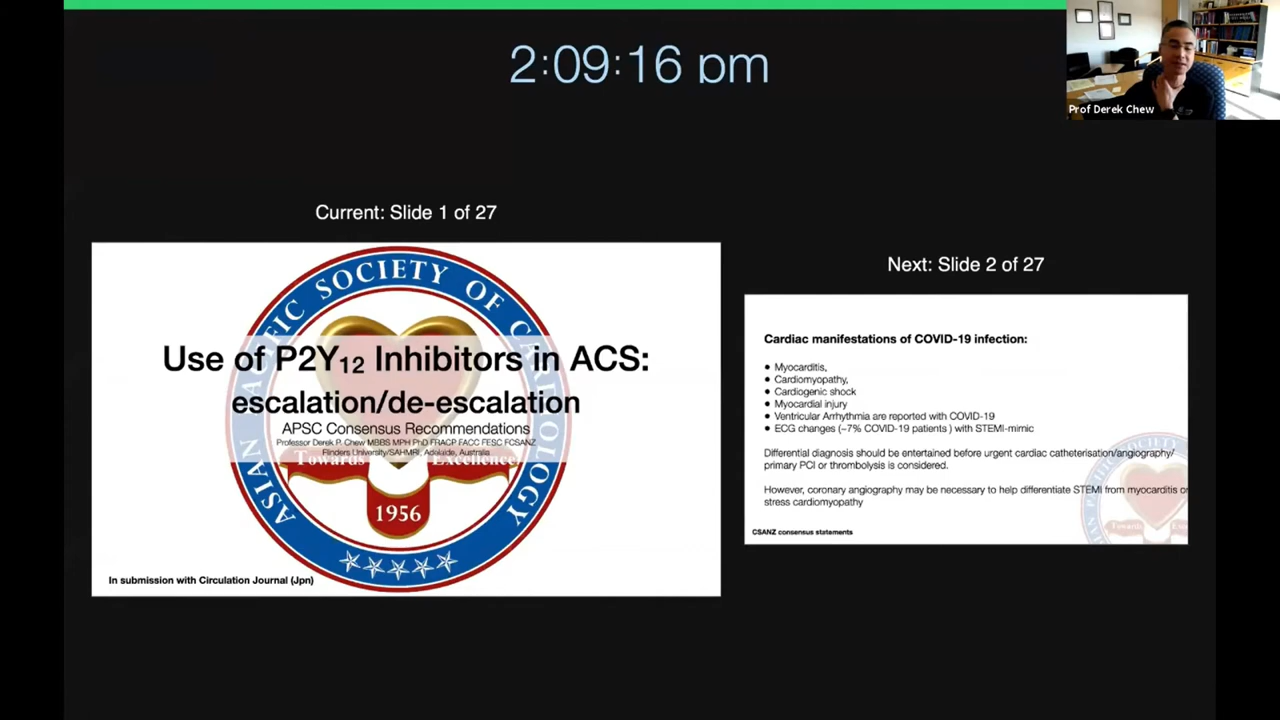 2:09:16 pm
Prof Derek Chew
Current: Slide 1 of 27
ASIAN PACIFIC SOCIETY OF CARDIOLOGY
Use of P2Y12 Inhibitors in ACS:
escalation/de-escalation
APSC Consensus Recommendations
Professor Derek P. Chew MBBS MPH PhD FRACP FACC FESC FCSANZ
Flinders University/SAHMRI, Adelaide, Australia
Towards Excellence
1956
In submission with Circulation Journal (Jpn)
Next: Slide 2 of 27
Cardiac manifestations of COVID-19 infection:
● Myocarditis,
● Cardiomyopathy,
● Cardiogenic shock
● Myocardial injury
● Ventricular Arrhythmia are reported with COVID-19
● ECG changes (~7% COVID-19 patients ) with STEMI-mimic
Differential diagnosis should be entertained before urgent cardiac catheterisation/angiography/
primary PCI or thrombolysis is considered.
However, coronary angiography may be necessary to help differentiate STEMI from myocarditis or
stress cardiomyopathy
CSANZ consensus statements